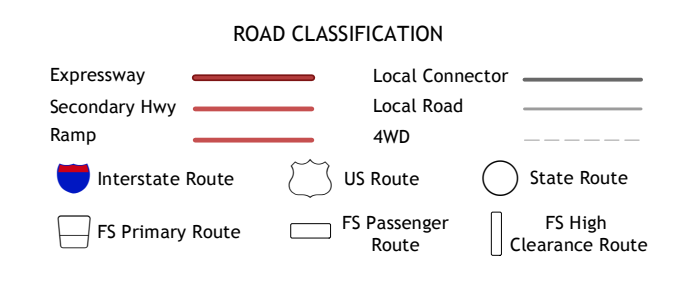 ROAD CLASSIFICATION
Expressway
Local Connector
Secondary Hwy
Local Road
Ramp
4WD
Interstate Route
US Route
State Route
FS Primary Route
FS Passenger
Route
FS High
Clearance Route